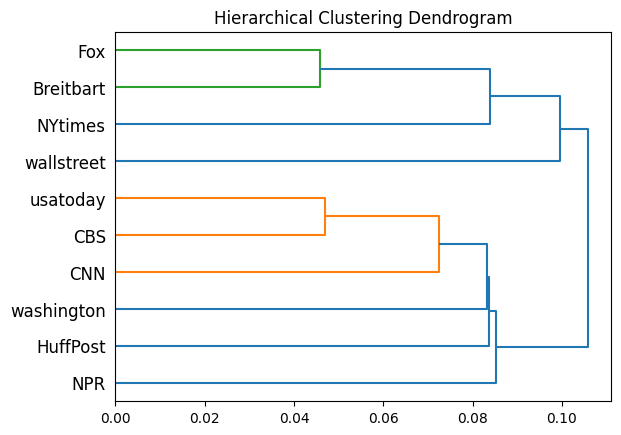 Hierarchical Clustering Dendrogram
Fox
Breitbart
NYtimes
wallstreet
usatoday
CBS
CNN
washington
HuffPost
NPR
0.00 0.02 0.04 0.06 0.08 0.10